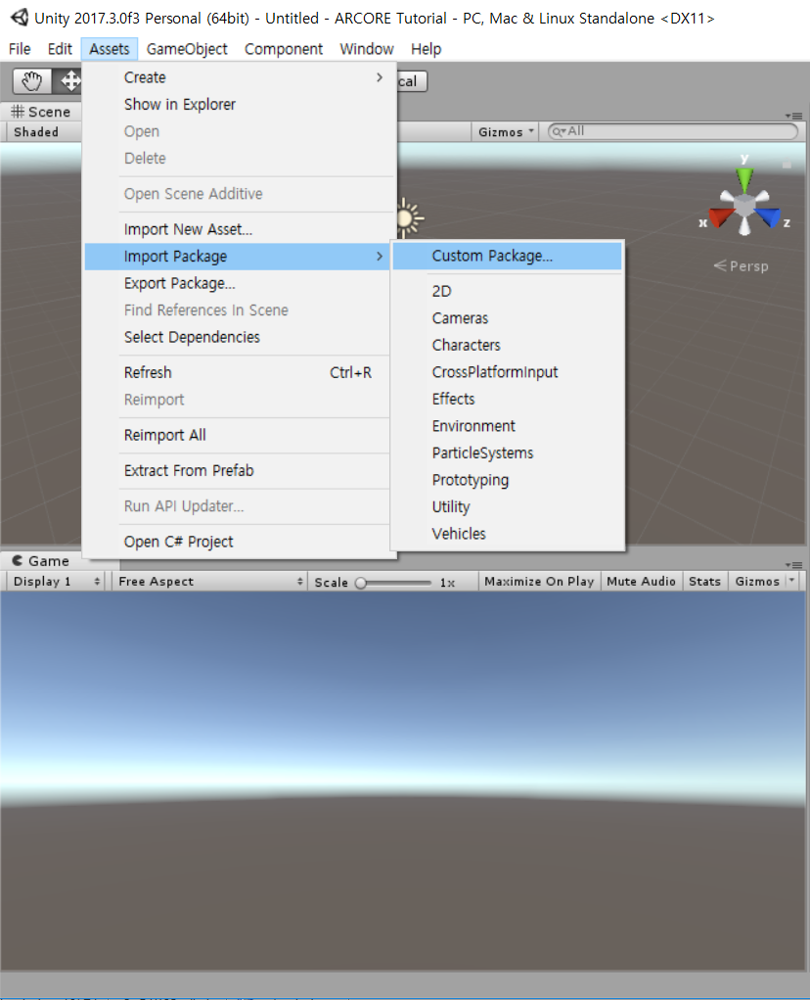 Unity 2017.3.0f3 Personal (64bit) - Untitled - ARCORE Tutorial - PC, Mac & Linux Standalone <DX11>
File Edit Assets GameObject Component Window Help
Create
cal
Show in Explorer
Scene
Open
Shaded
Gizmos
All
Delete
y
Open Scene Additive
x
z
Import New Asset...
Import Package
Custom Package...
Persp
Export Package...
2D
Find References In Scene
Cameras
Select Dependencies
Characters
Refresh Ctrl+R
CrossPlatformInput
Reimport
Effects
Environment
Reimport All
ParticleSystems
Extract From Prefab
Prototyping
Run API Updater...
Utility
Open C# Project
Vehicles
Game
Display 1 Free Aspect Scale 1x Maximize On Play Mute Audio Stats Gizmos